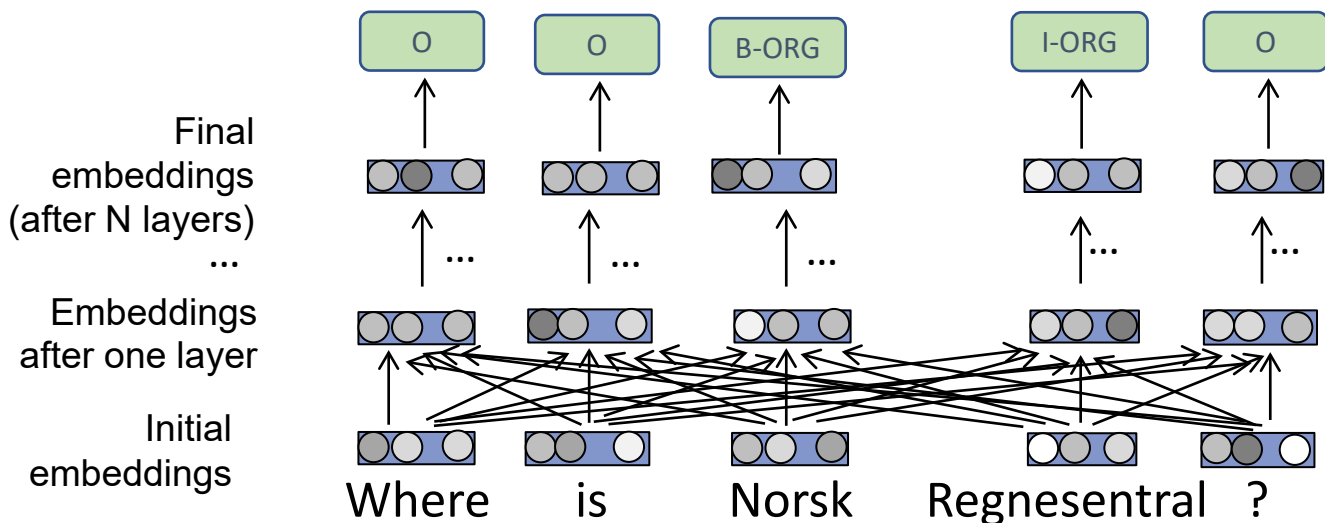 O O B-ORG I-ORG O
Final
embeddings
(after N layers)
...
... ... ... ... ...
Embeddings
after one layer
Initial
embeddings
Where is Norsk Regnesentral ?